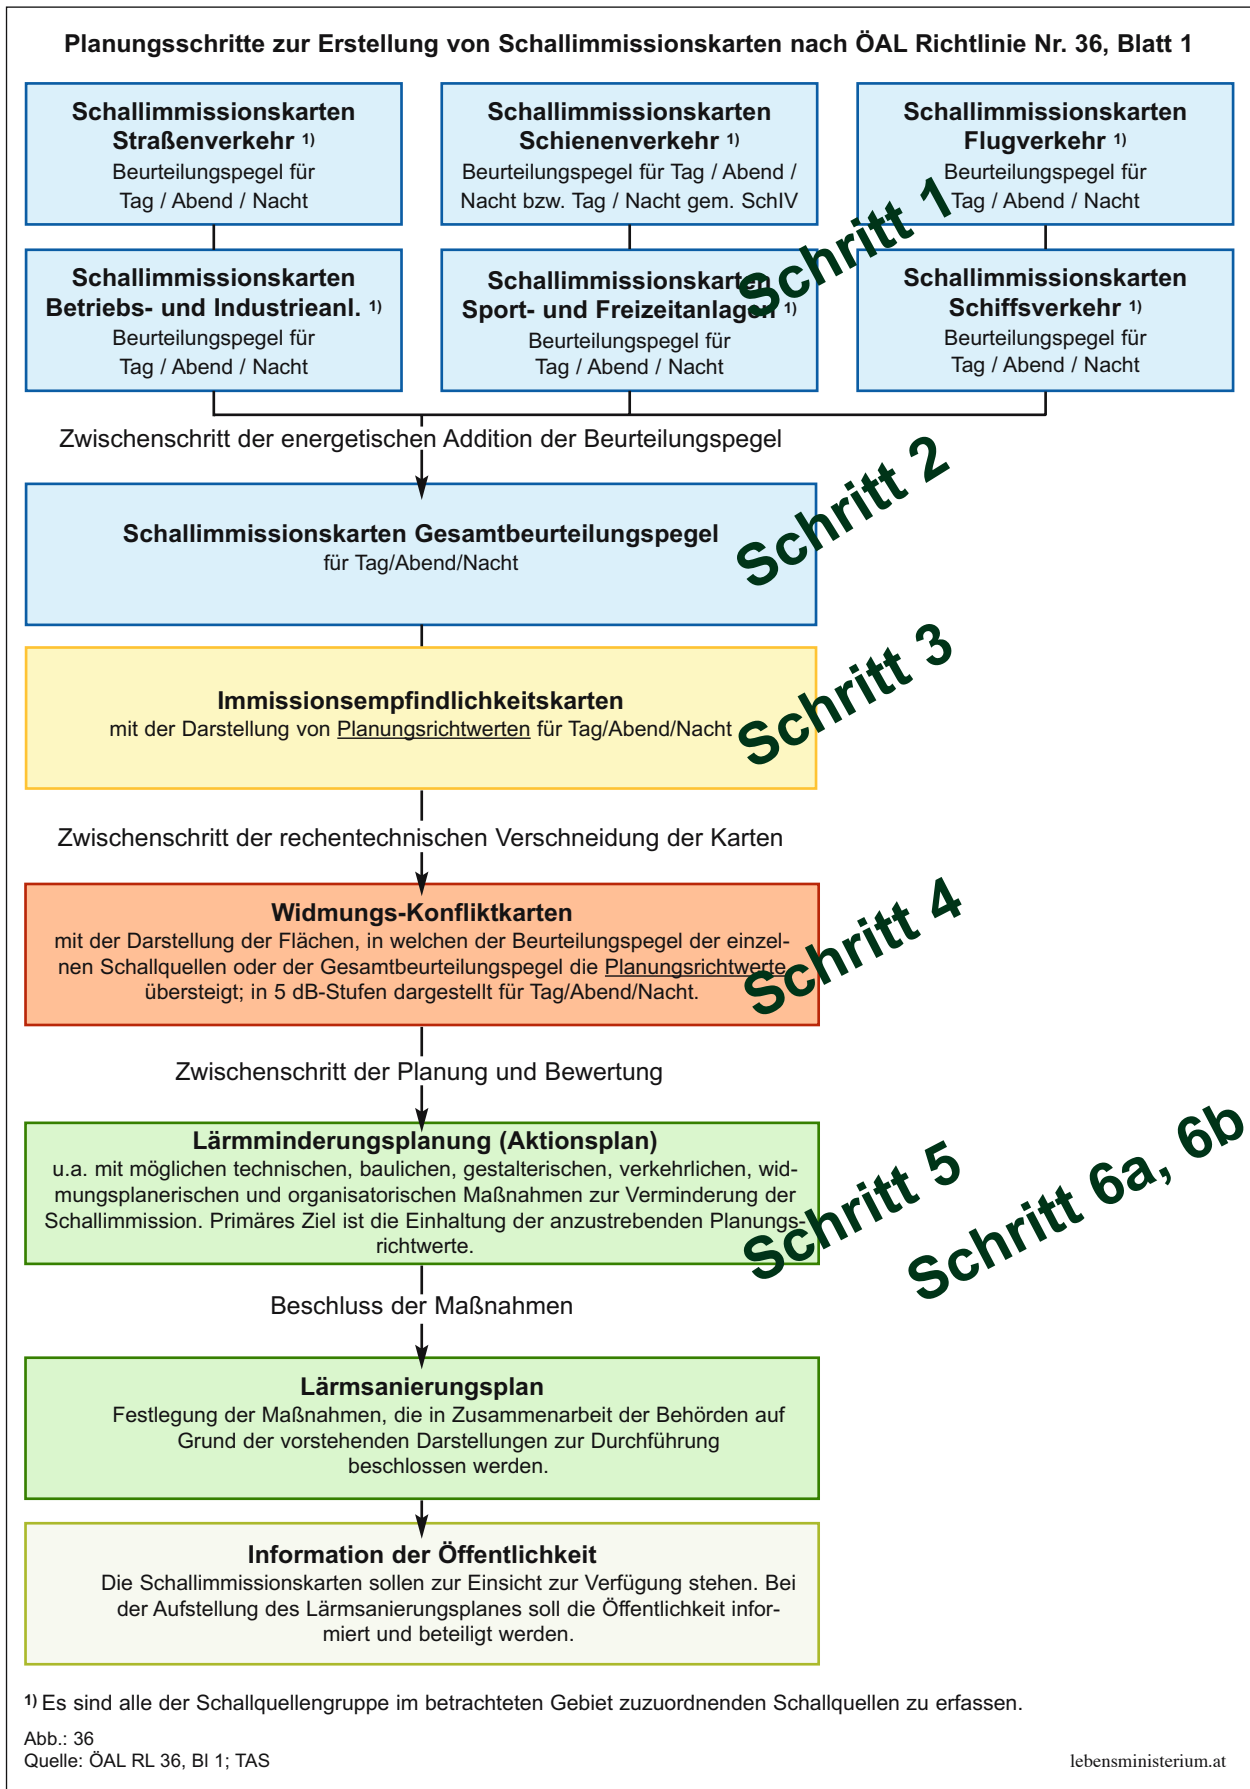 Planungsschritte zur Erstellung von Schallimmissionskarten nach ÖAL Richtlinie Nr. 36, Blatt 1
Schallimmissionskarten
Straßenverkehr 1)
Beurteilungspegel für
Tag / Abend / Nacht
Schallimmissionskarten
Schienenverkehr 1)
Beurteilungspegel für Tag / Abend /
Nacht bzw. Tag / Nacht gem. SchIV
Schallimmissionskarten
Flugverkehr 1)
Beurteilungspegel für
Tag / Abend / Nacht
Schritt 1
Schallimmissionskarten
Betriebs- und Industrieanl. 1)
Beurteilungspegel für
Tag / Abend / Nacht
Schallimmissionskarten
Sport- und Freizeitanlagen 1)
Beurteilungspegel für
Tag / Abend / Nacht
Schallimmissionskarten
Schiffsverkehr 1)
Beurteilungspegel für
Tag / Abend / Nacht
Zwischenschritt der energetischen Addition der Beurteilungspegel
Schallimmissionskarten Gesamtbeurteilungspegel
für Tag/Abend/Nacht
Schritt 2
Immissionsempfindlichkeitskarten
mit der Darstellung von Planungsrichtwerten für Tag/Abend/Nacht
Schritt 3
Zwischenschritt der rechentechnischen Verschneidung der Karten
Widmungs-Konfliktkarten
mit der Darstellung der Flächen, in welchen der Beurteilungspegel der einzel-
nen Schallquellen oder der Gesamtbeurteilungspegel die Planungsrichtwerte
übersteigt; in 5 dB-Stufen dargestellt für Tag/Abend/Nacht.
Schritt 4
Zwischenschritt der Planung und Bewertung
Lärmminderungsplanung (Aktionsplan)
u.a. mit möglichen technischen, baulichen, gestalterischen, verkehrlichen, wid-
mungsplanerischen und organisatorischen Maßnahmen zur Verminderung der
Schallimmission. Primäres Ziel ist die Einhaltung der anzustrebenden Planungs-
richtwerte.
Schritt 5
Schritt 6a, 6b
Beschluss der Maßnahmen
Lärmsanierungsplan
Festlegung der Maßnahmen, die in Zusammenarbeit der Behörden auf
Grund der vorstehenden Darstellungen zur Durchführung
beschlossen werden.
Information der Öffentlichkeit
Die Schallimmissionskarten sollen zur Einsicht zur Verfügung stehen. Bei
der Aufstellung des Lärmsanierungsplanes soll die Öffentlichkeit infor-
miert und beteiligt werden.
1) Es sind alle der Schallquellengruppe im betrachteten Gebiet zuzuordnenden Schallquellen zu erfassen.
Abb.: 36
Quelle: ÖAL RL 36, Bl 1; TAS
lebensministerium.at